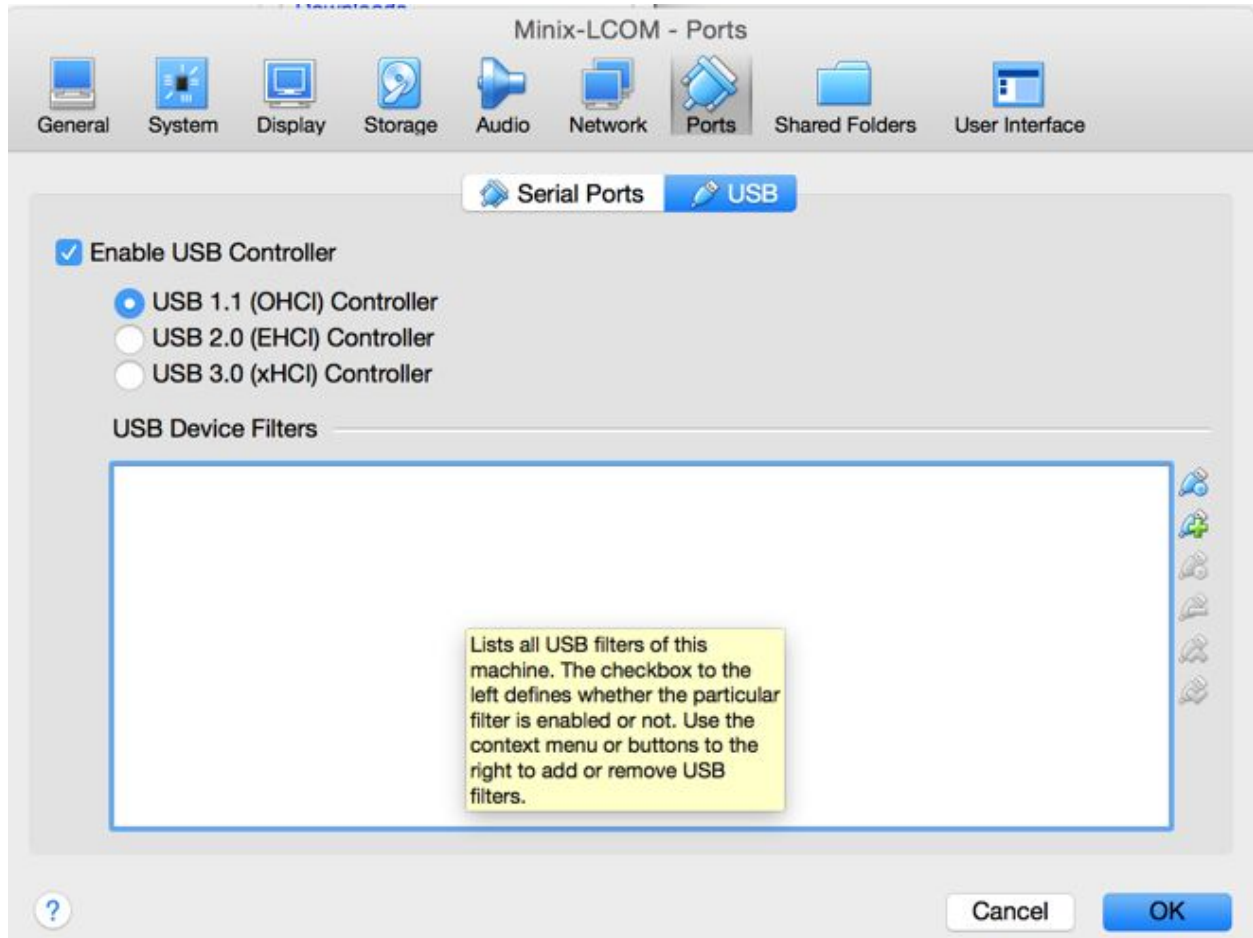 Minix-LCOM - Ports
General System Display Storage Audio Network Ports Shared Folders User Interface
Serial Ports USB
Enable USB Controller
USB 1.1 (OHCI) Controller
USB 2.0 (EHCI) Controller
USB 3.0 (xHCI) Controller
USB Device Filters
Lists all USB filters of this
machine. The checkbox to the
left defines whether the particular
filter is enabled or not. Use the
context menu or buttons to the
right to add or remove USB
filters.
?
Cancel OK